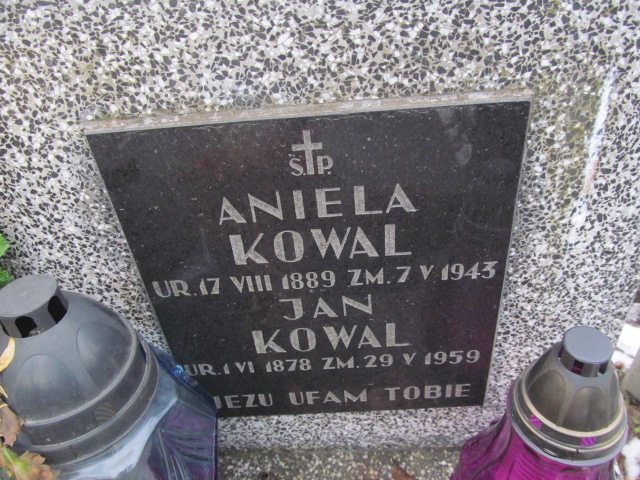 Ś.P.
ANIELA
KOWAL
UR. 17 VIII 1889 ZM. 7 V 1943
JAN
KOWAL
UR. 1 VI 1878 ZM. 29 V 1959
JEZU UFAM TOBIE